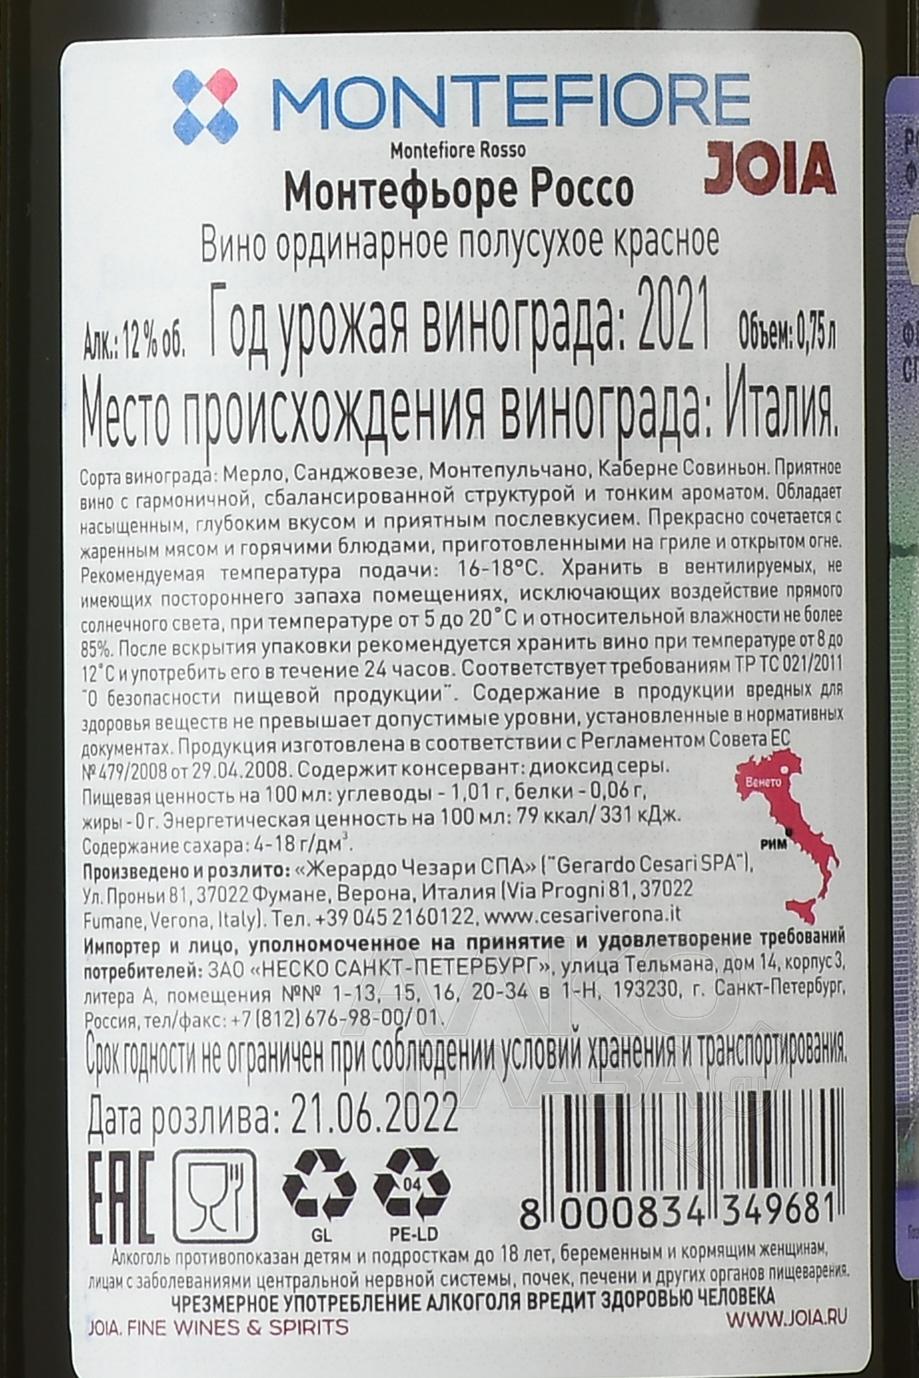 MONTEFIORE
Montefiore Rosso
JOIA
Монтефьоре Россо
Вино ординарное полусухое красное
Алк.: 12 % об. Год урожая винограда: 2021 Объем: 0,75 л
Место происхождения винограда: Италия.
Сорта винограда: Мерло, Санджовезе, Монтепульчано, Каберне Совиньон. Приятное
вино с гармоничной, сбалансированной структурой и тонким ароматом. Обладает
насыщенным, глубоким вкусом и приятным послевкусием. Прекрасно сочетается с
жаренным мясом и горячими блюдами, приготовленными на гриле и открытом огне.
Рекомендуемая температура подачи: 16-18°C. Хранить в вентилируемых, не
имеющих постороннего запаха помещениях, исключающих воздействие прямого
солнечного света, при температуре от 5 до 20˚С и относительной влажности не более
85%. После вскрытия упаковки рекомендуется хранить вино при температуре от 8 до
12˚С и употребить его в течение 24 часов. Соответствует требованиям ТР ТС 021/2011
"О безопасности пищевой продукции". Содержание в продукции вредных для
здоровья веществ не превышает допустимые уровни, установленные в нормативных
документах. Продукция изготовлена в соответствии с Регламентом Совета ЕС
№479/2008 от 29.04.2008. Содержит консервант: диоксид серы.
Пищевая ценность на 100 мл: углеводы - 1,01 г, белки - 0,06 г,
жиры - 0 г. Энергетическая ценность на 100 мл: 79 ккал/ 331 кДж.
Содержание сахара: 4-18 г/дм³.
Венето
РИМ
Произведено и розлито: «Жерардо Чезари СПА» ("Gerardo Cesari SPA"),
Ул. Проньи 81, 37022 Фумане, Верона, Италия (Via Progni 81, 37022
Fumane, Verona, Italy). Тел. +39 045 2160122, www.cesariverona.it
Импортер и лицо, уполномоченное на принятие и удовлетворение требований
потребителей: ЗАО «НЕСКО САНКТ-ПЕТЕРБУРГ», улица Тельмана, дом 14, корпус 3,
литера А, помещения №№ 1-13, 15, 16, 20-34 в 1-Н, 193230, г. Санкт-Петербург,
Россия, тел/факс: +7 (812) 676-98-00/ 01.
Срок годности не ограничен при соблюдении условий хранения и транспортирования.
Дата розлива: 21.06.2022
EAC
04
GL
PE-LD
8 000834 349681
Алкоголь противопоказан детям и подросткам до 18 лет, беременным и кормящим женщинам,
лицам с заболеваниями центральной нервной системы, почек, печени и других органов пищеварения.
ЧРЕЗМЕРНОЕ УПОТРЕБЛЕНИЕ АЛКОГОЛЯ ВРЕДИТ ЗДОРОВЬЮ ЧЕЛОВЕКА
JOIA. FINE WINES & SPIRITS
WWW.JOIA.RU